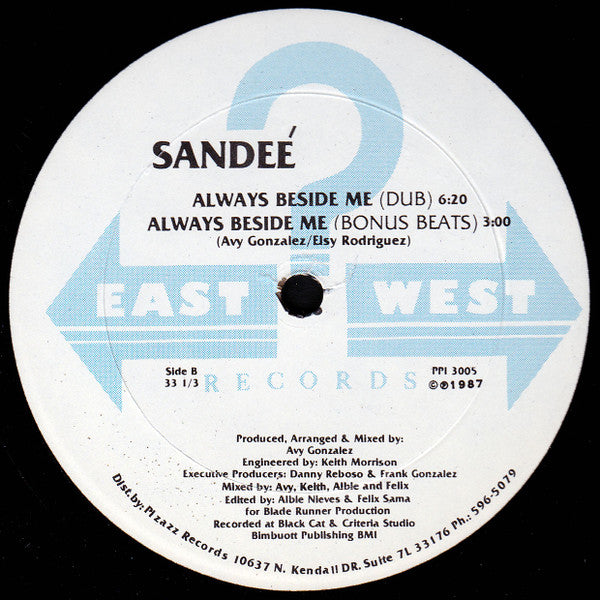 SANDEÉ
ALWAYS BESIDE ME (DUB) 6:20
ALWAYS BESIDE ME (BONUS BEATS) 3:00
(Avy Gonzalez/Elsy Rodriguez)
?
EAST WEST
RECORDS
Side B
33 1/3
PPI 3005
©℗1987
Produced, Arranged & Mixed by:
Avy Gonzalez
Engineered by: Keith Morrison
Executive Producers: Danny Reboso & Frank Gonzalez
Mixed by: Avy, Keith, Albie and Felix
Edited by: Albie Nieves & Felix Sama
for Blade Runner Production
Recorded at Black Cat & Criteria Studio
Bimbuott Publishing BMI
Dist.by:Pizazz Records 10637 N. Kendall DR. Suite 7L 33176 Ph.: 596-5079